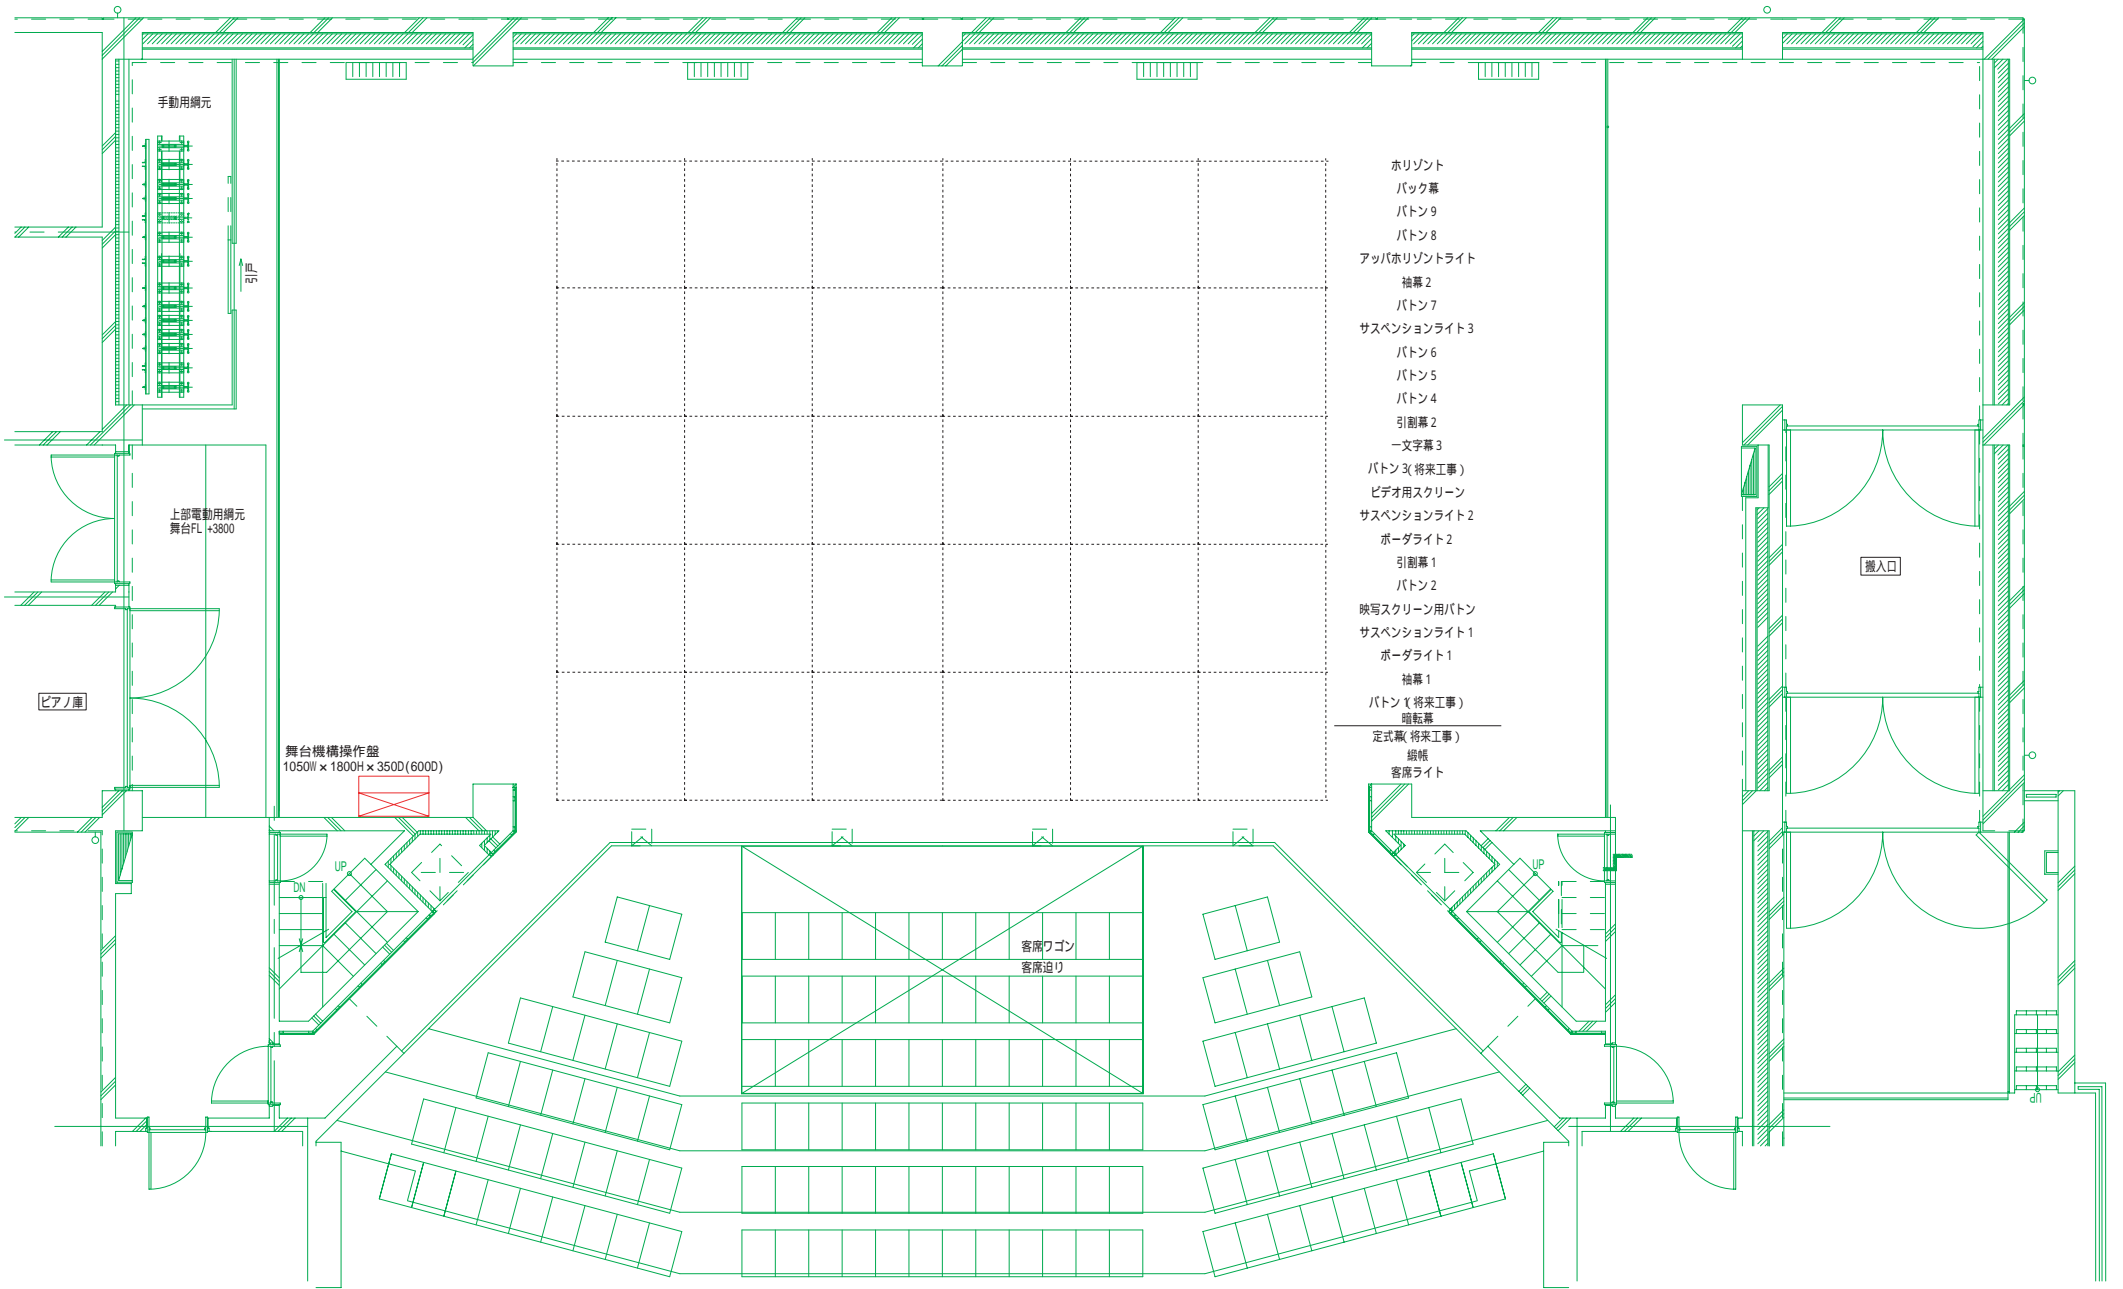 手動用綱元
引戸
上部電動用綱元
舞台FL +3800
ピアノ庫
舞台機構操作盤
1050W×1800H×350D(600D)
ホリゾント
バック幕
バトン9
バトン8
アッパホリゾントライト
袖幕2
バトン7
サスペンションライト3
バトン6
バトン5
バトン4
引割幕2
一文字幕3
バトン3(将来工事)
ビデオ用スクリーン
サスペンションライト2
ボーダライト2
引割幕1
バトン2
映写スクリーン用バトン
サスペンションライト1
ボーダライト1
袖幕1
バトン1(将来工事)
暗転幕
定式幕(将来工事)
緞帳
客席ライト
搬入口
UP
DN
UP
客席ワゴン
客席迫り
UP